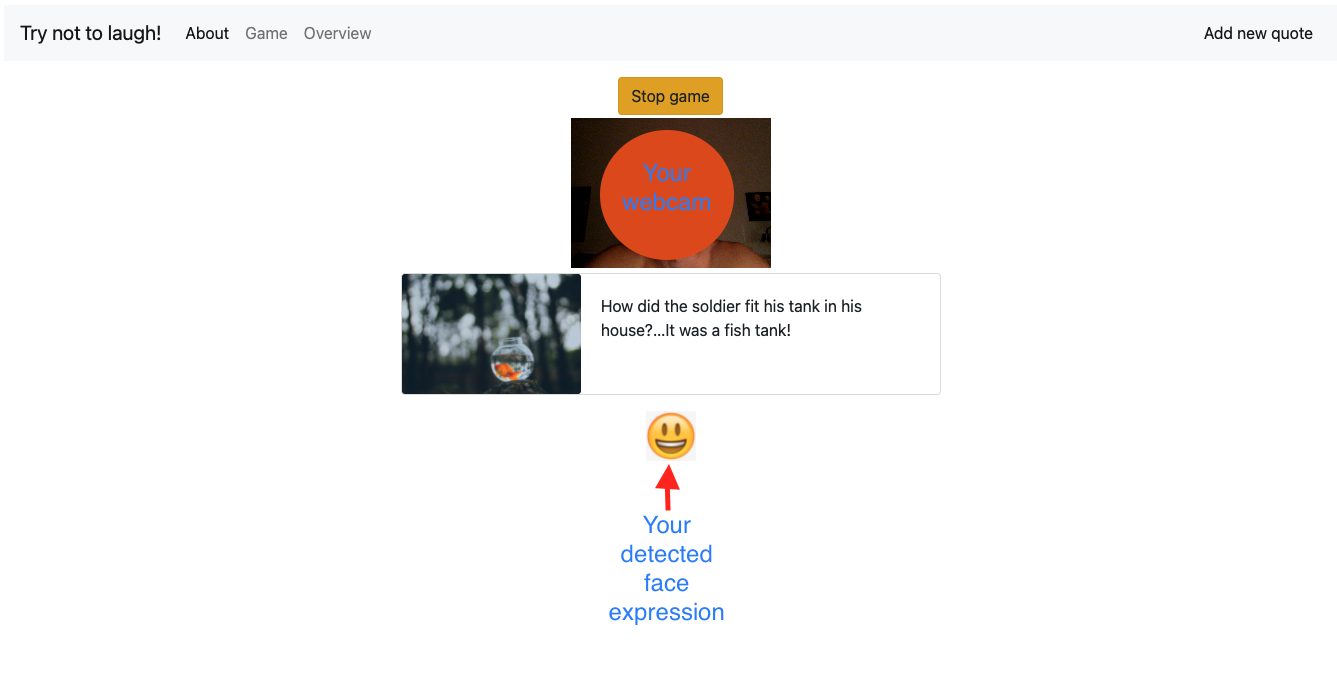 Try not to laugh! About Game Overview Add new quote
Stop game
Your
webcam
How did the soldier fit his tank in his
house?...It was a fish tank!
Your
detected
face
expression